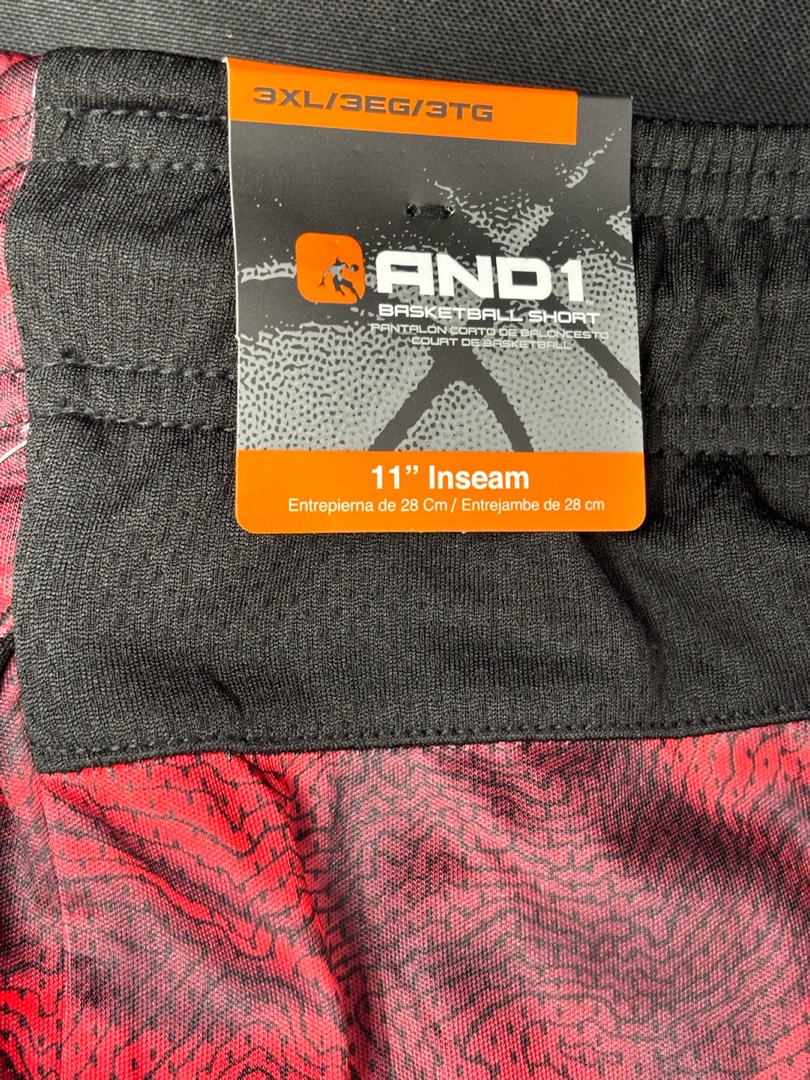 3XL/3EG/3TG
AND1™
BASKETBALL SHORT
PANTALÓN CORTO DE BALONCESTO
COURT DE BASKETBALL
11” Inseam
Entrepierna de 28 Cm / Entrejambe de 28 cm